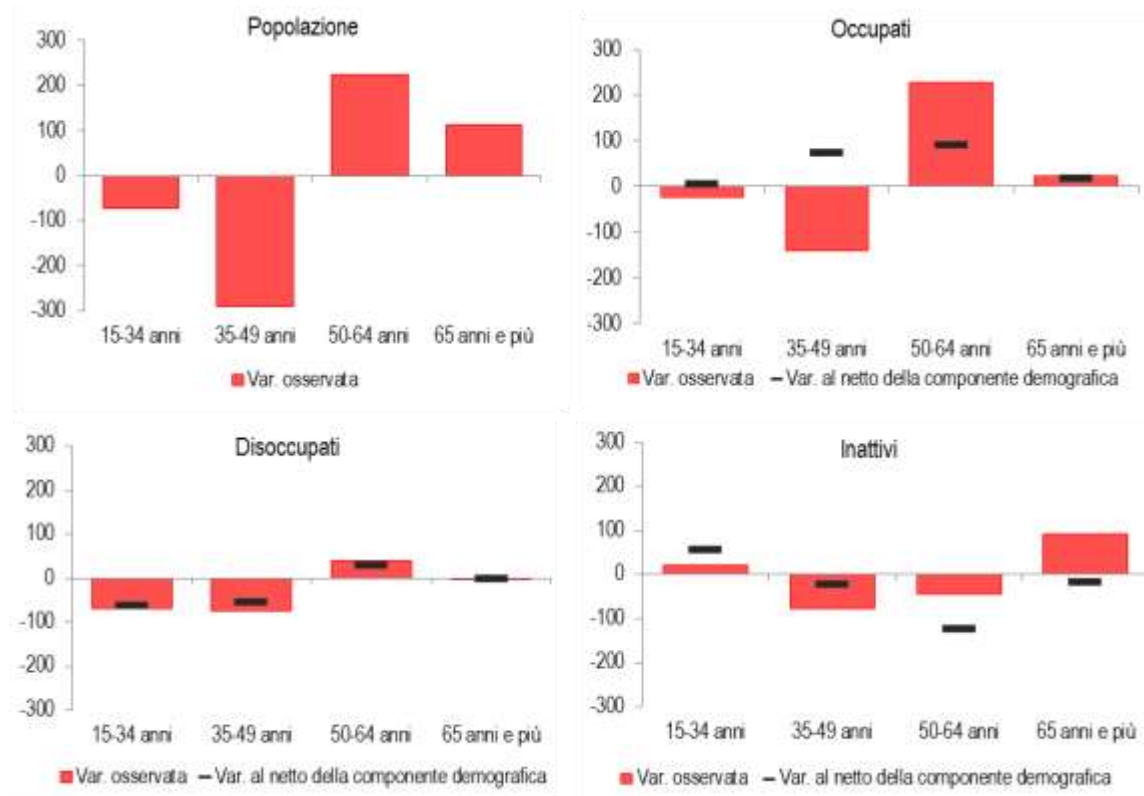 Popolazione
300
200
100
0
-100
-200
-300
15-34 anni 35-49 anni 50-64 anni 65 anni e più
Var. osservata
Occupati
300
200
100
0
-100
-200
-300
15-34 anni 35-49 anni 50-64 anni 65 anni e più
Var. osservata Var. al netto della componente demografica
Disoccupati
300
200
100
0
-100
-200
-300
15-34 anni 35-49 anni 50-64 anni 65 anni e più
Var. osservata Var. al netto della componente demografica
Inattivi
300
200
100
0
-100
-200
-300
15-34 anni 35-49 anni 50-64 anni 65 anni e più
Var. osservata Var. al netto della componente demografica